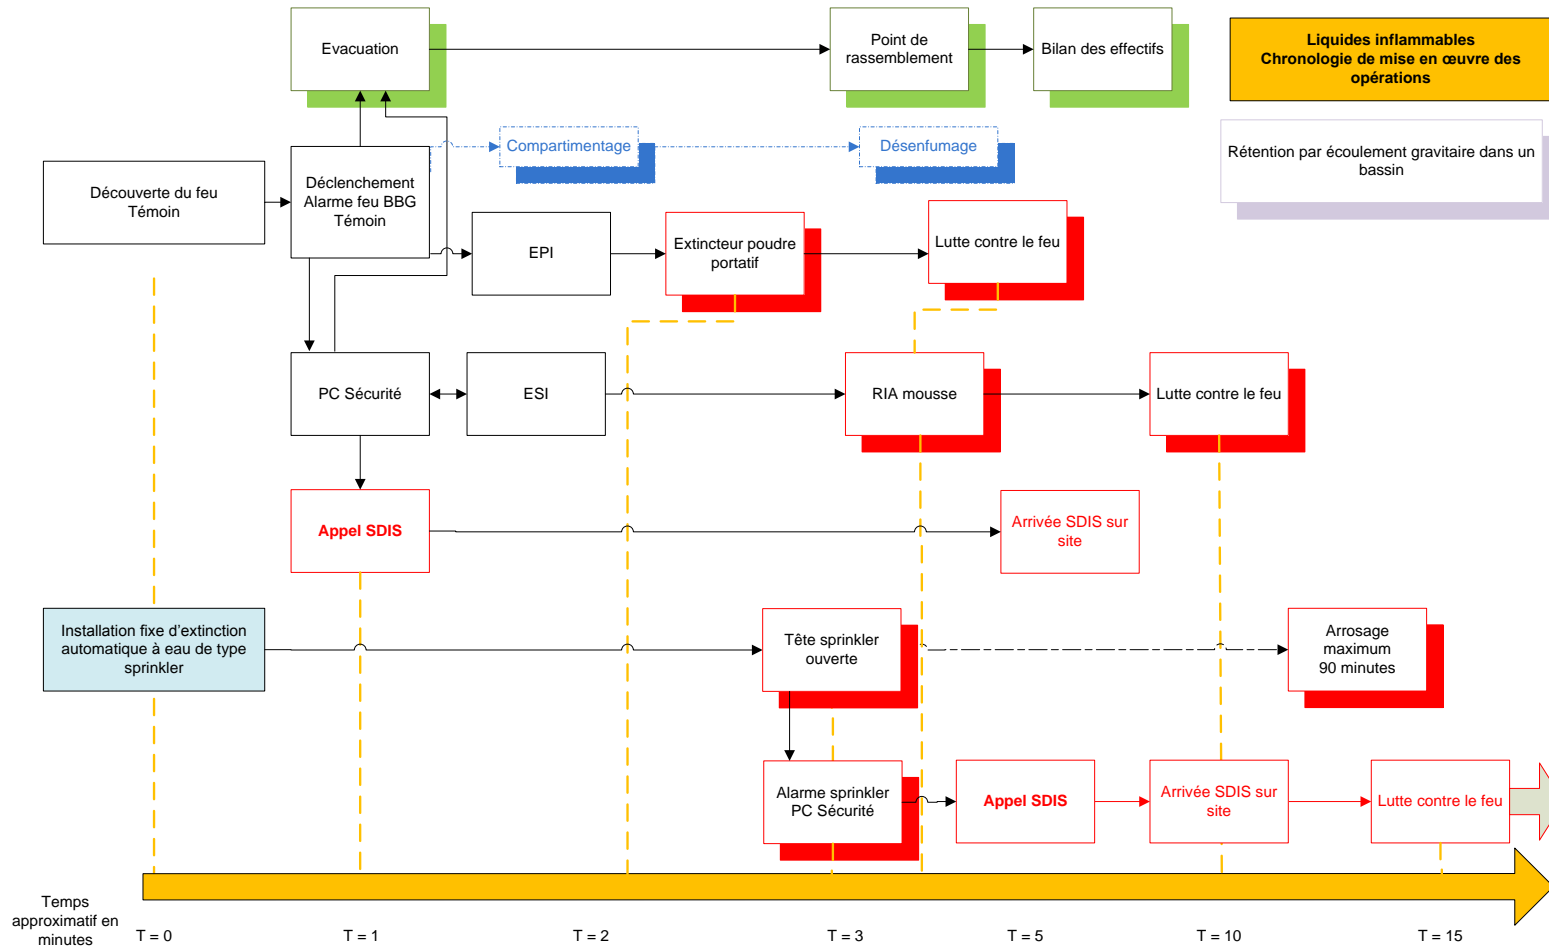 Evacuation
Point de
rassemblement
Bilan des effectifs
Liquides inflammables
Chronologie de mise en œuvre des
opérations
Compartimentage
Désenfumage
Rétention par écoulement gravitaire dans un
bassin
Découverte du feu
Témoin
Déclenchement
Alarme feu BBG
Témoin
EPI
Extincteur poudre
portatif
Lutte contre le feu
PC Sécurité
ESI
RIA mousse
Lutte contre le feu
Appel SDIS
Arrivée SDIS sur
site
Installation fixe d'extinction
automatique à eau de type
sprinkler
Tête sprinkler
ouverte
Arrosage
maximum
90 minutes
Alarme sprinkler
PC Sécurité
Appel SDIS
Arrivée SDIS sur
site
Lutte contre le feu
Temps
approximatif en
minutes
T = 0
T = 1
T = 2
T = 3
T = 5
T = 10
T = 15